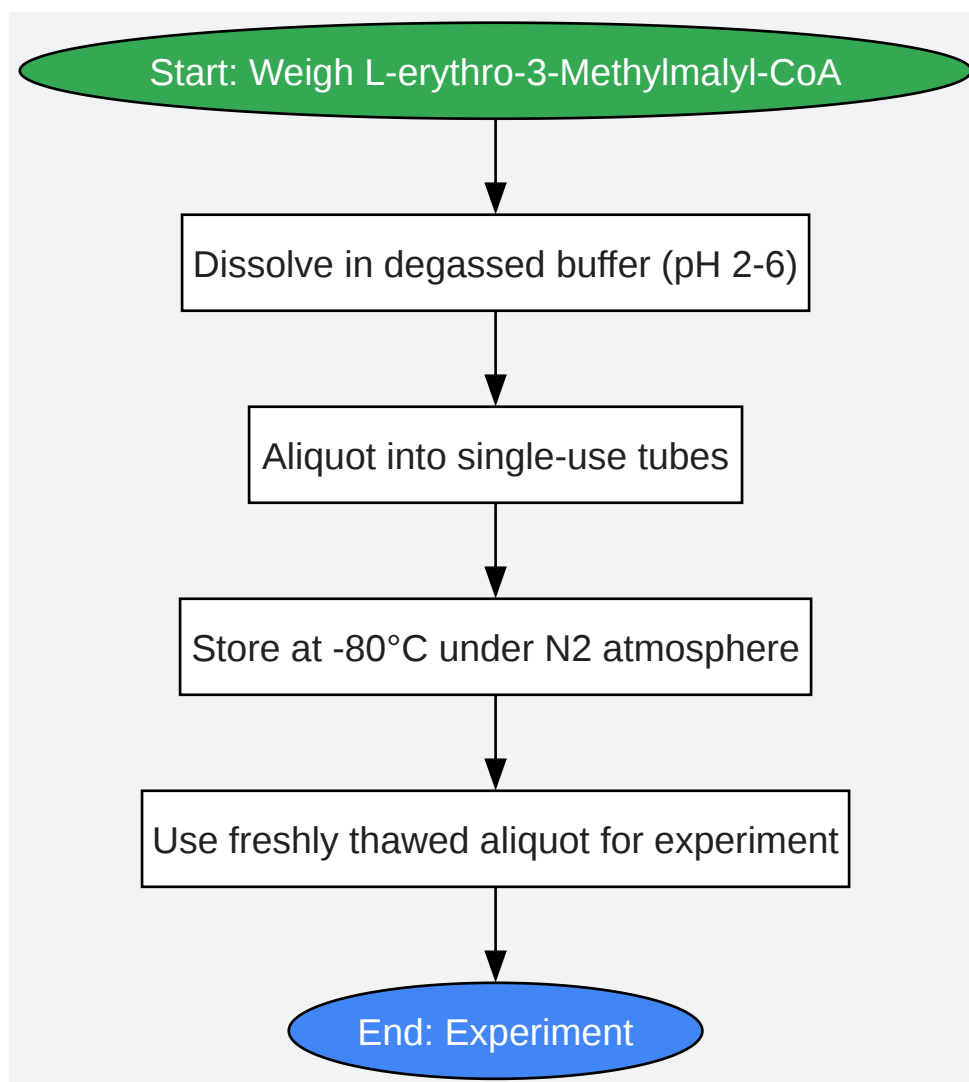 Start: Weigh L-erythro-3-Methylmalyl-CoA
Dissolve in degassed buffer (pH 2-6)
Aliquot into single-use tubes
Store at -80°C under N2 atmosphere
Use freshly thawed aliquot for experiment
End: Experiment